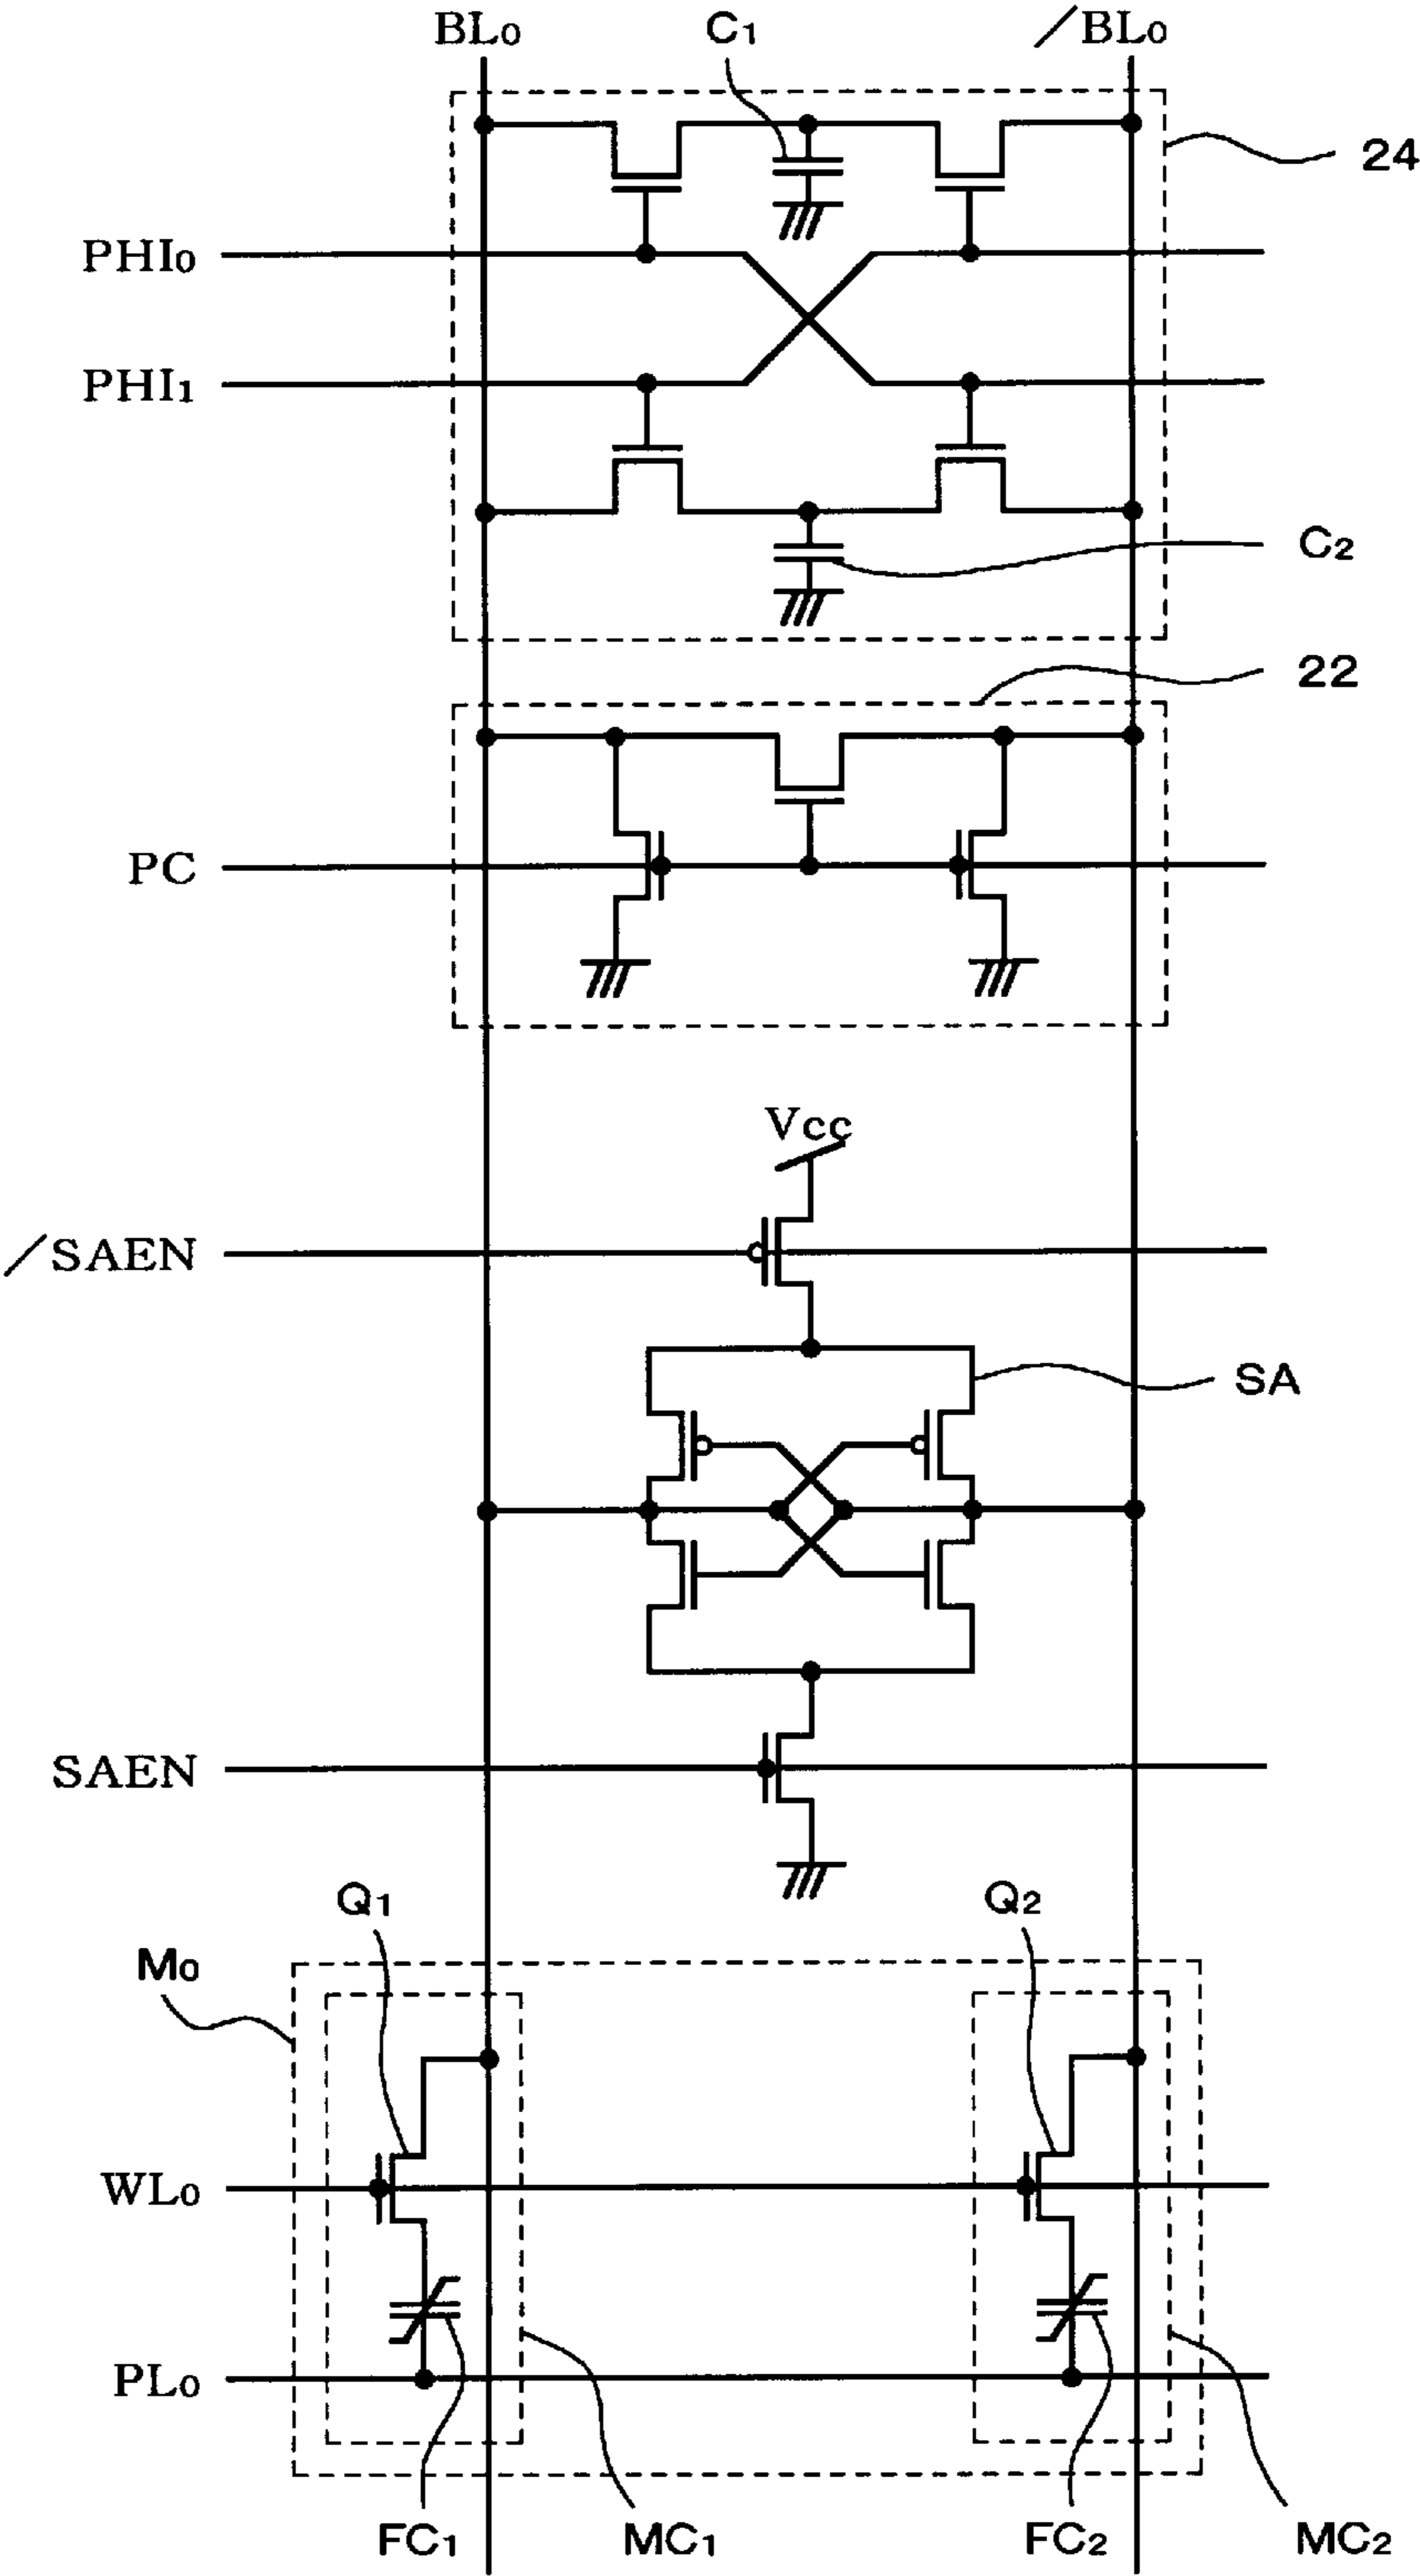 BL0 C1 ／BL0
24
PHI0
PHI1
C2
22
PC
Vcc
／SAEN
SA
SAEN
Q1 Q2
M0
WL0
PL0
FC1 MC1 FC2 MC2